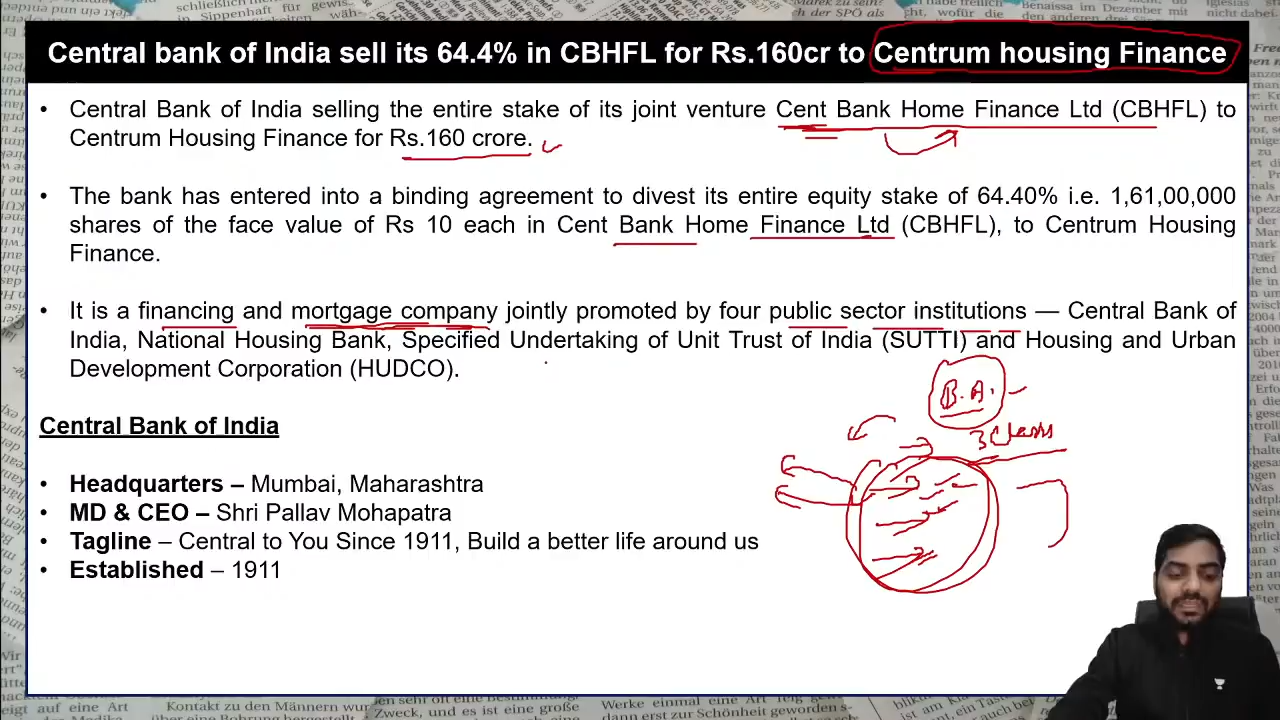 Central bank of India sell its 64.4% in CBHFL for Rs.160cr to Centrum housing Finance
• Central Bank of India selling the entire stake of its joint venture Cent Bank Home Finance Ltd (CBHFL) to
Centrum Housing Finance for Rs.160 crore.
• The bank has entered into a binding agreement to divest its entire equity stake of 64.40% i.e. 1,61,00,000
shares of the face value of Rs 10 each in Cent Bank Home Finance Ltd (CBHFL), to Centrum Housing
Finance.
• It is a financing and mortgage company jointly promoted by four public sector institutions — Central Bank of
India, National Housing Bank, Specified Undertaking of Unit Trust of India (SUTTI) and Housing and Urban
Development Corporation (HUDCO).
B.A.
3 Class
Central Bank of India
• Headquarters – Mumbai, Maharashtra
• MD & CEO – Shri Pallav Mohapatra
• Tagline – Central to You Since 1911, Build a better life around us
• Established – 1911